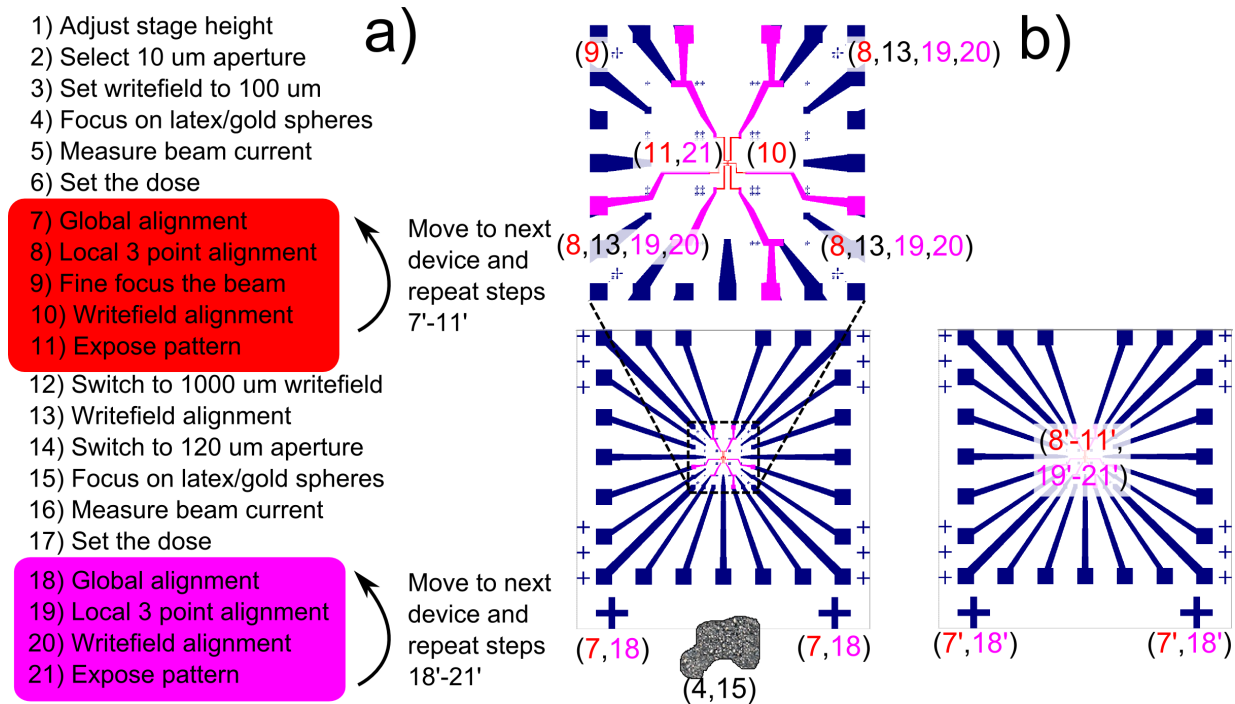 1) Adjust stage height
2) Select 10 um aperture
3) Set writefield to 100 um
4) Focus on latex/gold spheres
5) Measure beam current
6) Set the dose
7) Global alignment
8) Local 3 point alignment
9) Fine focus the beam
10) Writefield alignment
11) Expose pattern
12) Switch to 1000 um writefield
13) Writefield alignment
14) Switch to 120 um aperture
15) Focus on latex/gold spheres
16) Measure beam current
17) Set the dose
18) Global alignment
19) Local 3 point alignment
20) Writefield alignment
21) Expose pattern
Move to next
device and
repeat steps
7'-11'
Move to next
device and
repeat steps
18'-21'
a)
(9)
(8,13,19,20)
(11,21)
(10)
(8,13,19,20)
(8,13,19,20)
(7,18)
(7,18)
(4,15)
b)
(8'-11',
19'-21')
(7',18')
(7',18')